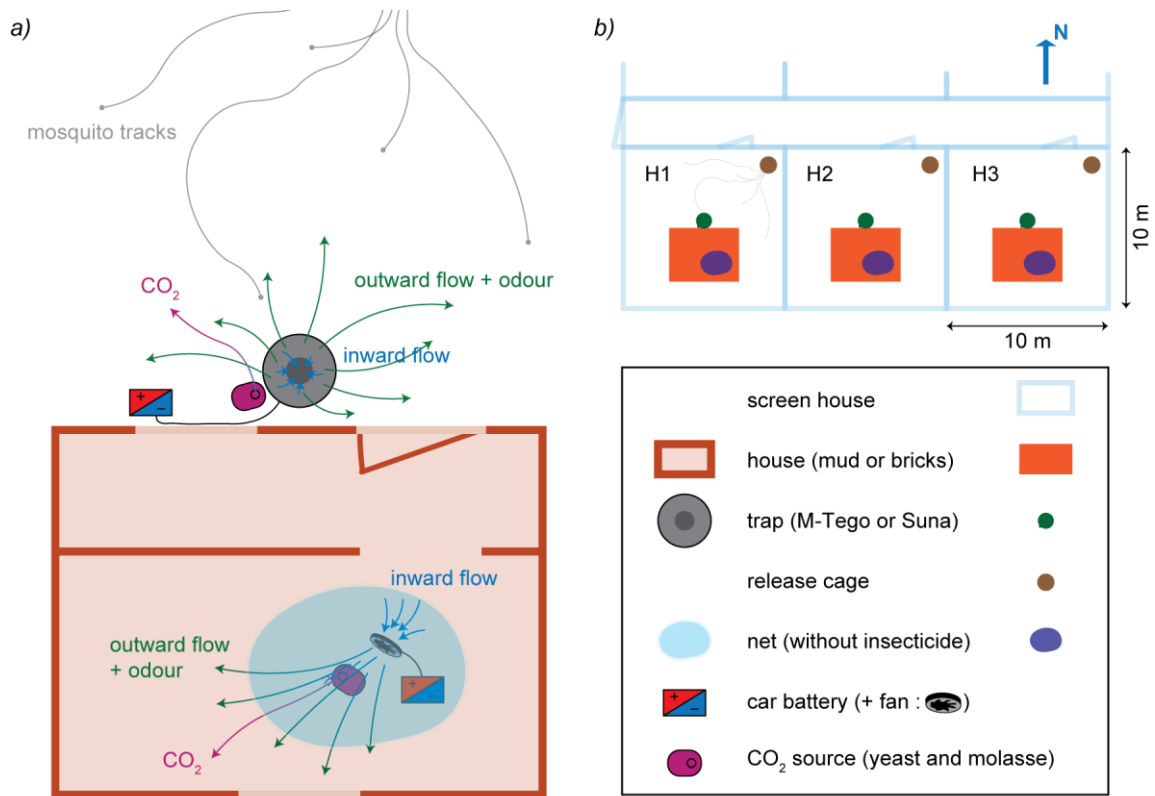 a)
mosquito tracks
CO2
outward flow + odour
inward flow
+
−
inward flow
outward flow
+ odour
+
−
CO2
b)
N
H1
H2
H3
10 m
10 m
screen house
house (mud or bricks)
trap (M-Tego or Suna)
release cage
net (without insecticide)
+
−
car battery (+ fan : )
CO2 source (yeast and molasse)